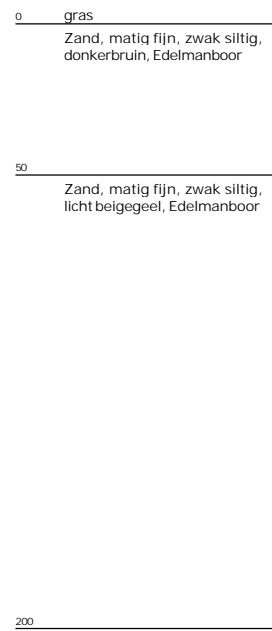 0 gras
Zand, matig fijn, zwak siltig,
donkerbruin, Edelmanboor
50
Zand, matig fijn, zwak siltig,
licht beigegeel, Edelmanboor
200